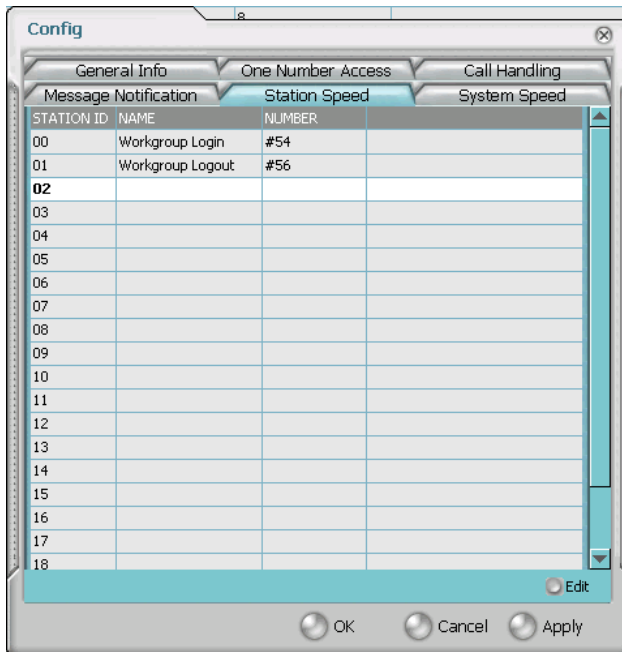 8
Config
General Info One Number Access Call Handling
Message Notification Station Speed System Speed
STATION ID NAME NUMBER
00 Workgroup Login #54
01 Workgroup Logout #56
02
03
04
05
06
07
08
09
10
11
12
13
14
15
16
17
18
Edit
OK Cancel Apply